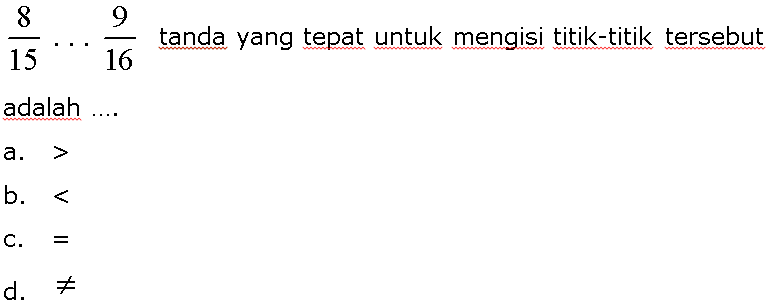 8/15 ... 9/16 tanda yang tepat untuk mengisi titik-titik tersebut
adalah ....
a. >
b. <
c. =
d. ≠